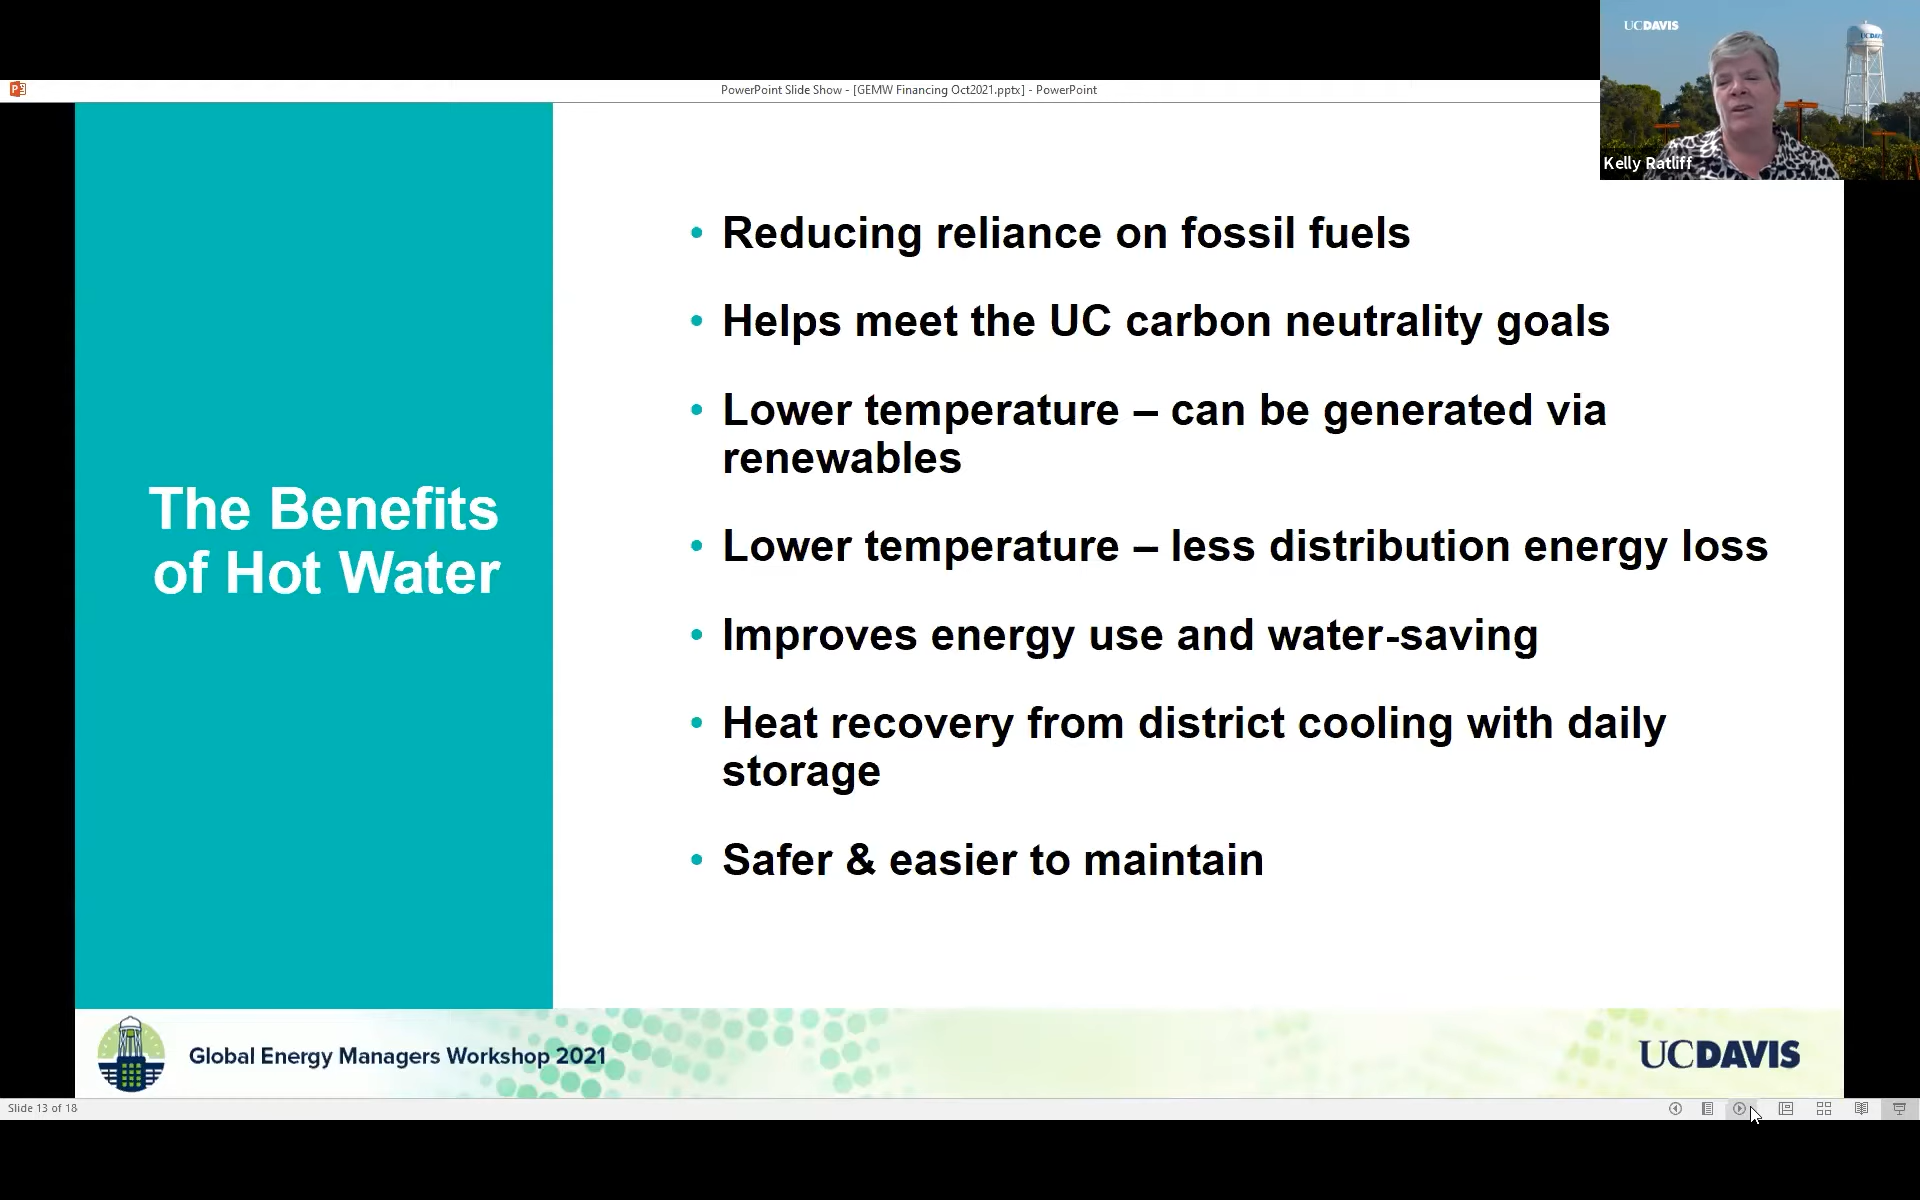 UCDAVIS
PowerPoint Slide Show - [GEMW Financing Oct2021.pptx] - PowerPoint
Kelly Ratliff
The Benefits
of Hot Water
• Reducing reliance on fossil fuels
• Helps meet the UC carbon neutrality goals
• Lower temperature – can be generated via
renewables
• Lower temperature – less distribution energy loss
• Improves energy use and water-saving
• Heat recovery from district cooling with daily
storage
• Safer & easier to maintain
Global Energy Managers Workshop 2021
UCDAVIS
Slide 13 of 18